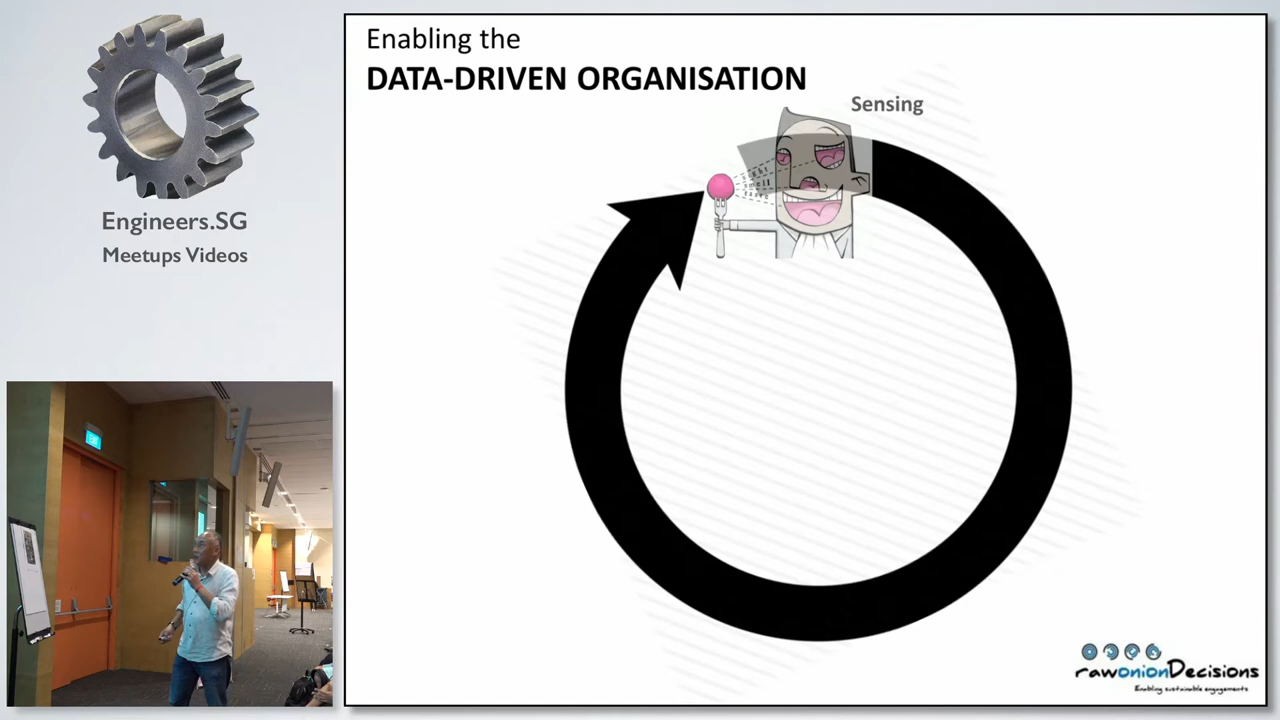 Engineers.SG
Meetups Videos
Enabling the
DATA-DRIVEN ORGANISATION
Sensing
rawonionDecisions
Enabling sustainable engagements